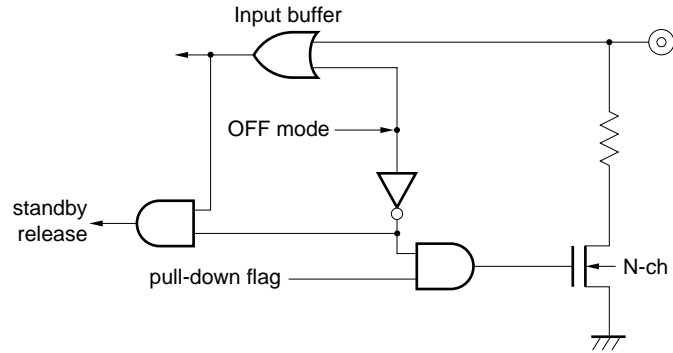 Input buffer
OFF mode
standby
release
pull-down flag
N-ch